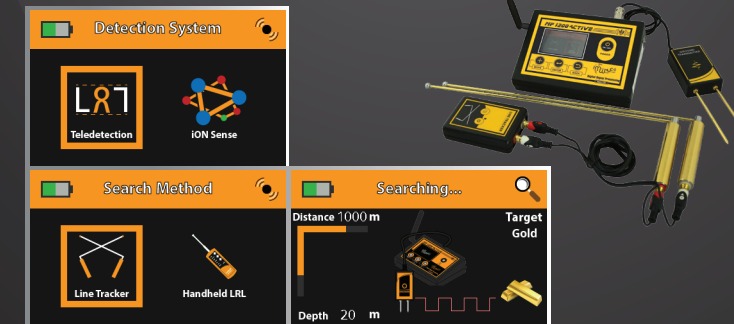 Detection System
Teledetection
iON Sense
Search Method
Line Tracker
Handheld LRL
Searching...
Distance 1000 m
Target
Gold
Depth 20 m